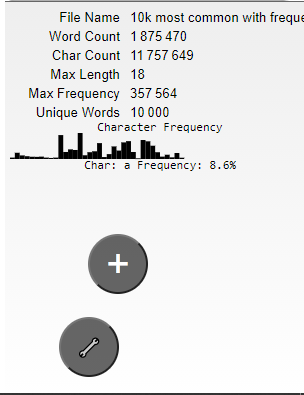 File Name 10k most common with freque
Word Count 1 875 470
Char Count 11 757 649
Max Length 18
Max Frequency 357 564
Unique Words 10 000
Character Frequency
Char: a Frequency: 8.6%